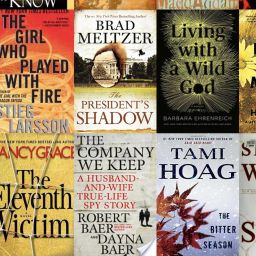 KNOW
THE
GIRL
WHO
PLAYED
WITH
FIRE
STIEG
LARSSON
BRAD
MELTZER
THE
PRESIDENT'S
SHADOW
Living
with
a Wild
God
BARBARA EHRENREICH
NANCY GRACE
The
Eleventh
Victim
THE
COMPANY
WE KEEP
A HUSBAND-
AND-WIFE
TRUE-LIFE
SPY STORY
ROBERT
BAER AND
DAYNA
BAER
TAMI
HOAG
THE
BITTER
SEASON